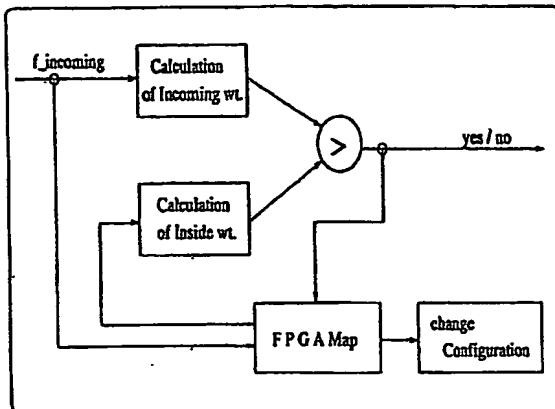 f_incoming
Calculation
of Incoming wt.
>
yes / no
Calculation
of Inside wt.
F P G A Map
change
Configuration